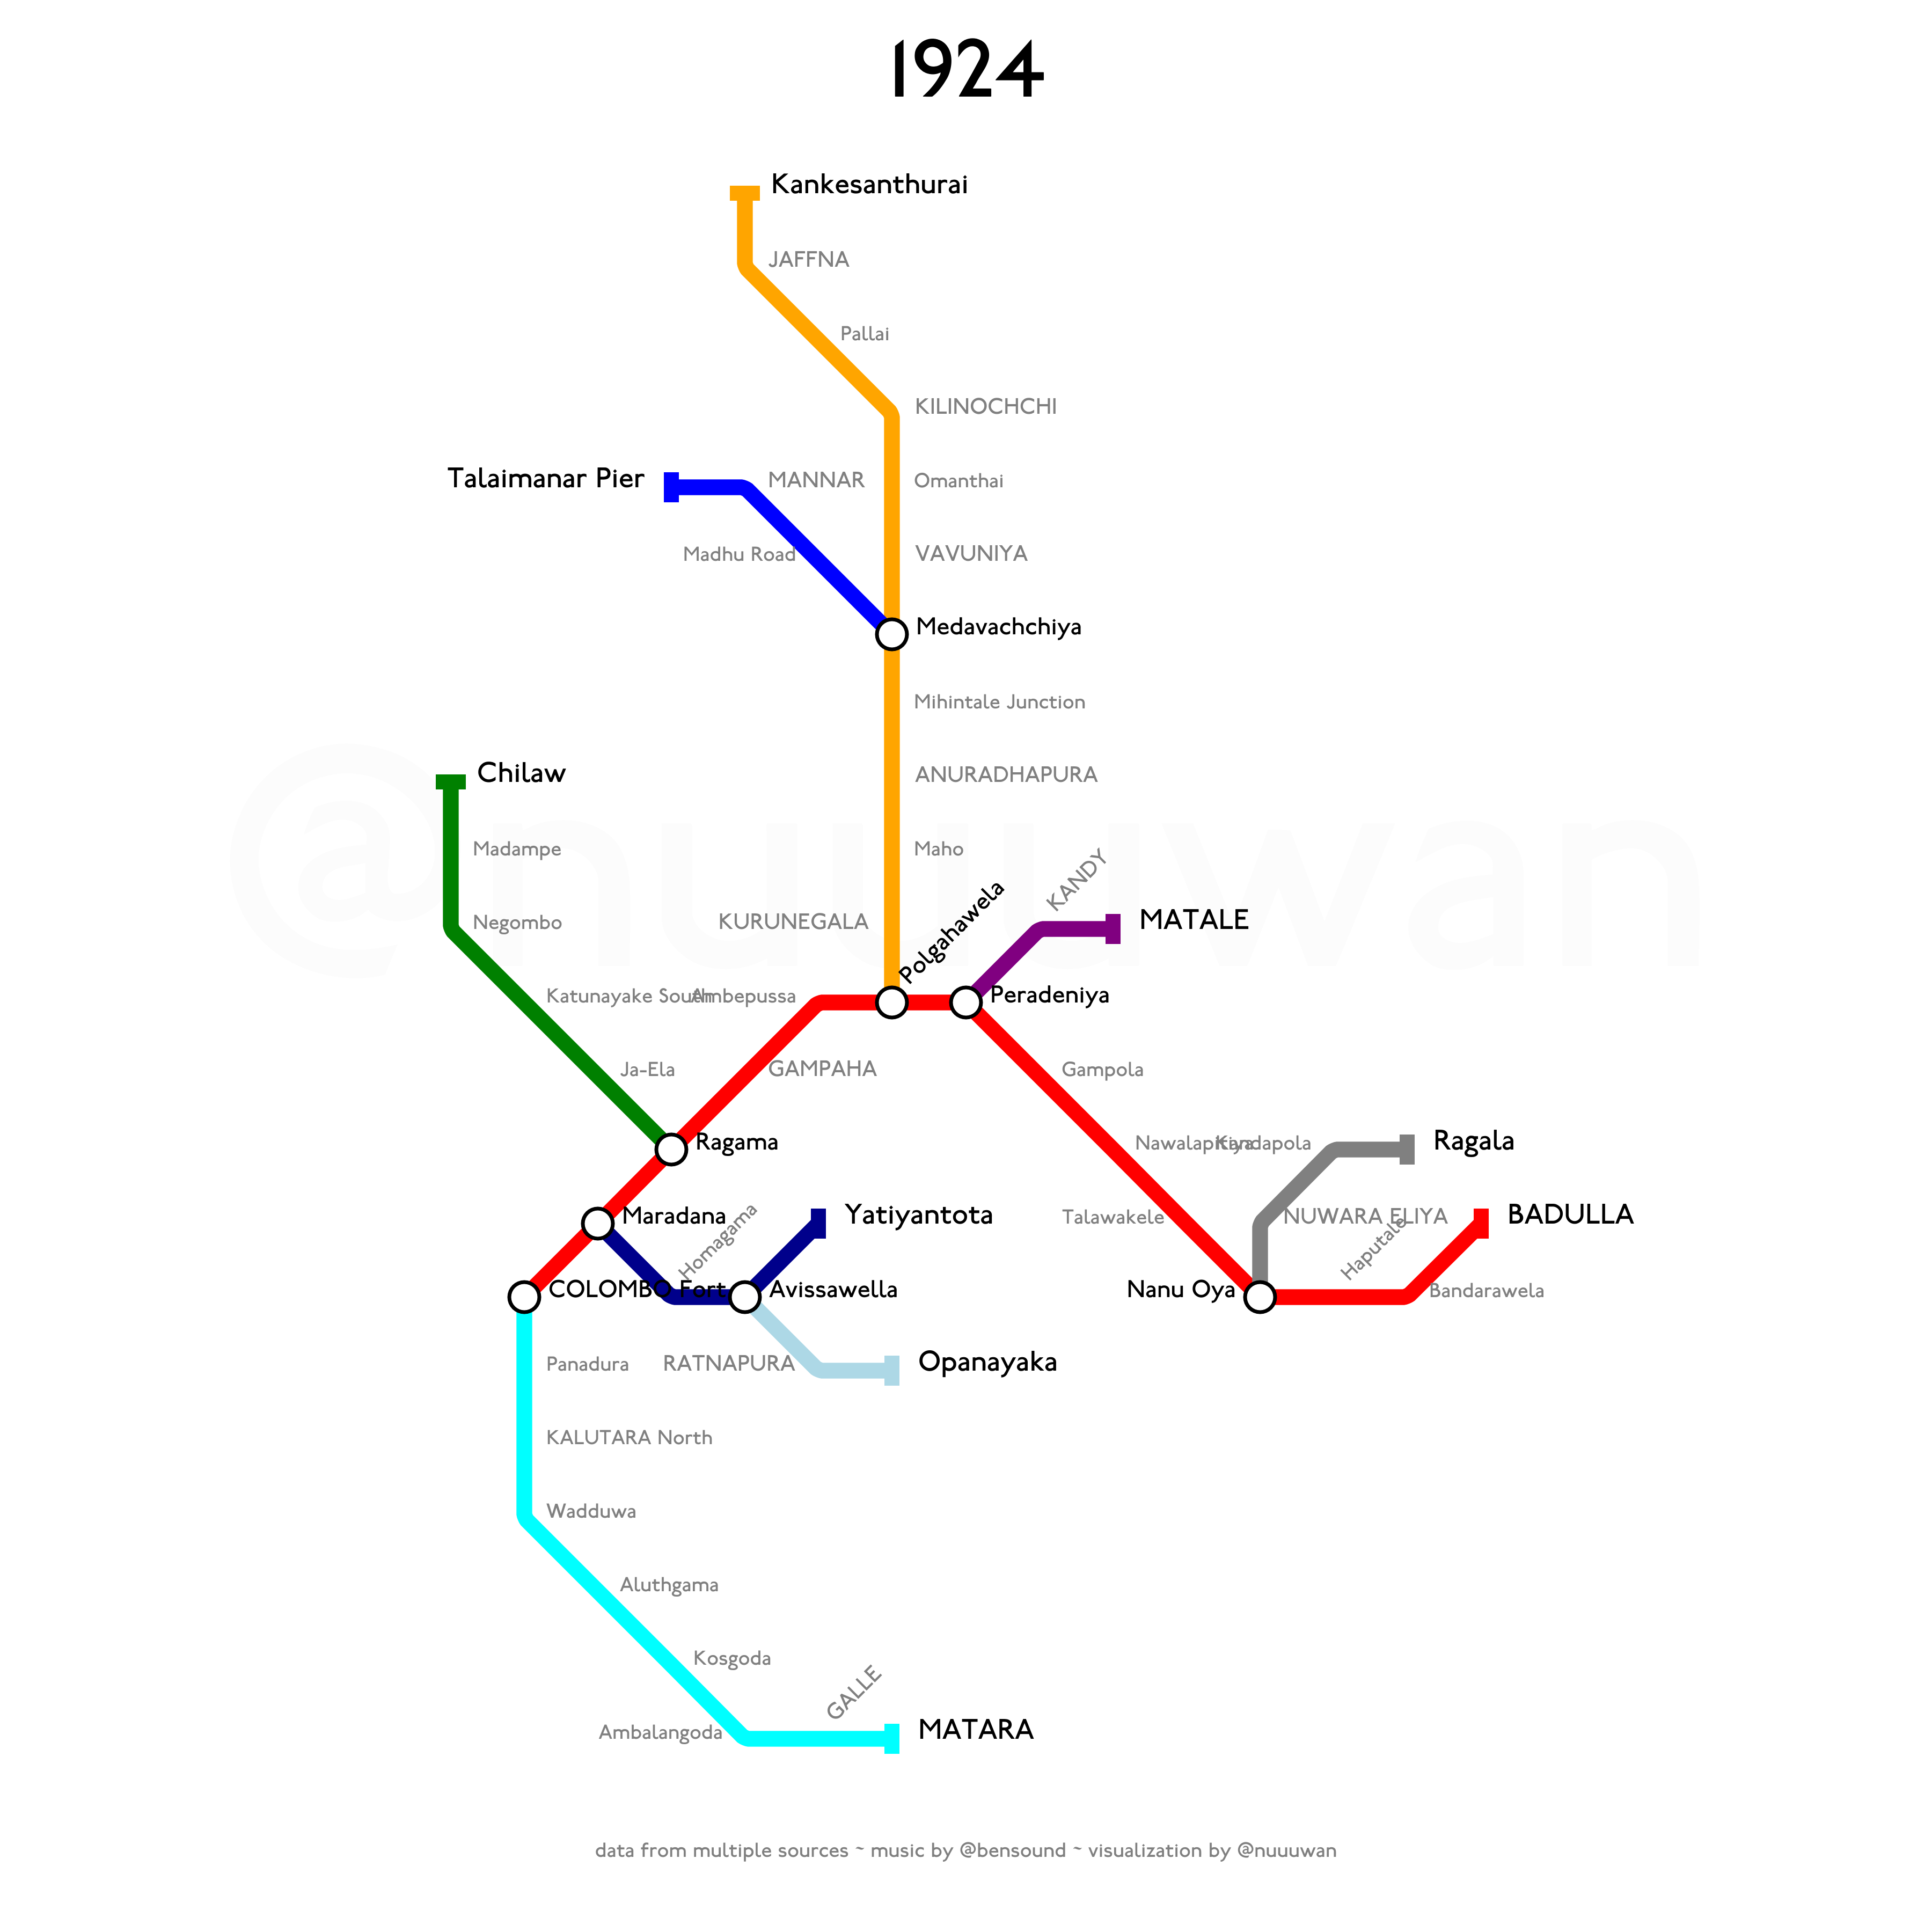 1924
Kankesanthurai
JAFFNA
Pallai
KILINOCHCHI
Talaimanar Pier
MANNAR
Omanthai
Madhu Road
VAVUNIYA
Medavachchiya
Mihintale Junction
Chilaw
ANURADHAPURA
@nuuuwan
Madampe
Maho
KANDY
Negombo
KURUNEGALA
Polgahawela
MATALE
Katunayake South
Ambepussa
Peradeniya
Ja-Ela
GAMPAHA
Gampola
Ragama
Nawalapitiya
Kandapola
Ragala
Maradana
Homagama
Yatiyantota
Talawakele
NUWARA ELIYA
Haputale
BADULLA
COLOMBO Fort
Avissawella
Nanu Oya
Bandarawela
Panadura
RATNAPURA
Opanayaka
KALUTARA North
Wadduwa
Aluthgama
Kosgoda
GALLE
Ambalangoda
MATARA
data from multiple sources ~ music by @bensound ~ visualization by @nuuuwan